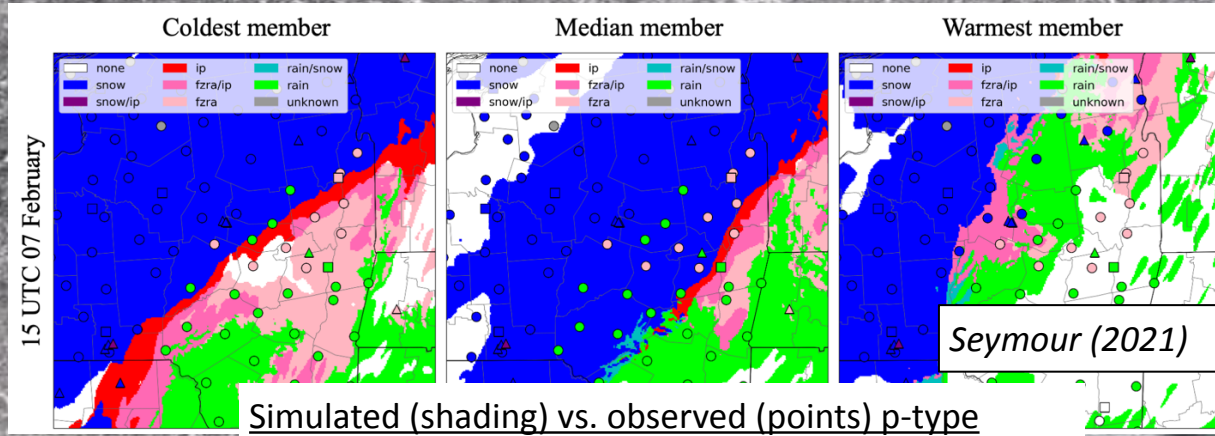 Coldest member
Median member
Warmest member
15 UTC 07 February
none ip rain/snow
snow fzra/ip rain
snow/ip fzra unknown
none ip rain/snow
snow fzra/ip rain
snow/ip fzra unknown
none ip rain/snow
snow fzra/ip rain
snow/ip fzra unknown
Seymour (2021)
Simulated (shading) vs. observed (points) p-type